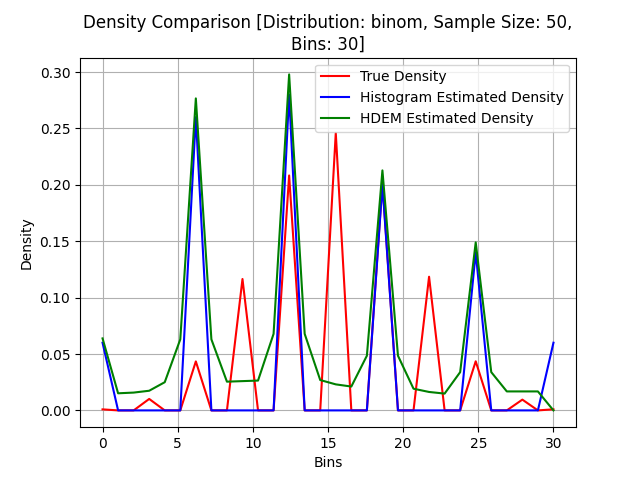 Density Comparison [Distribution: binom, Sample Size: 50,
Bins: 30]
True Density
Histogram Estimated Density
HDEM Estimated Density
Density
0.30
0.25
0.20
0.15
0.10
0.05
0.00
0 5 10 15 20 25 30
Bins